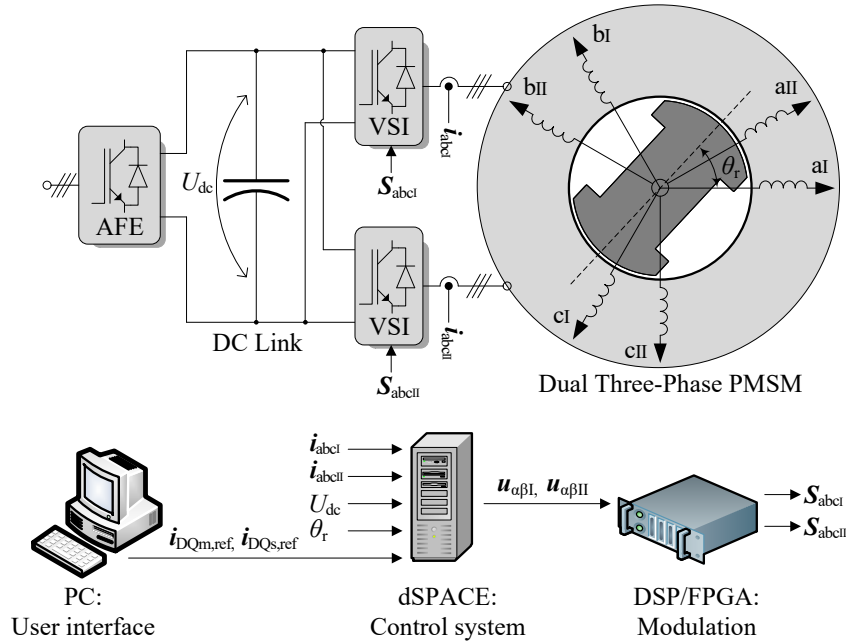 bI
bII
aII
aI
θr
cI
cII
Dual Three-Phase PMSM
VSI
iabcI
SabcI
VSI
iabcII
SabcII
AFE
Udc
DC Link
iabcI
iabcII
Udc
θr
iDQm,ref, iDQs,ref
uαβI, uαβII
SabcI
SabcII
PC:
User interface
dSPACE:
Control system
DSP/FPGA:
Modulation